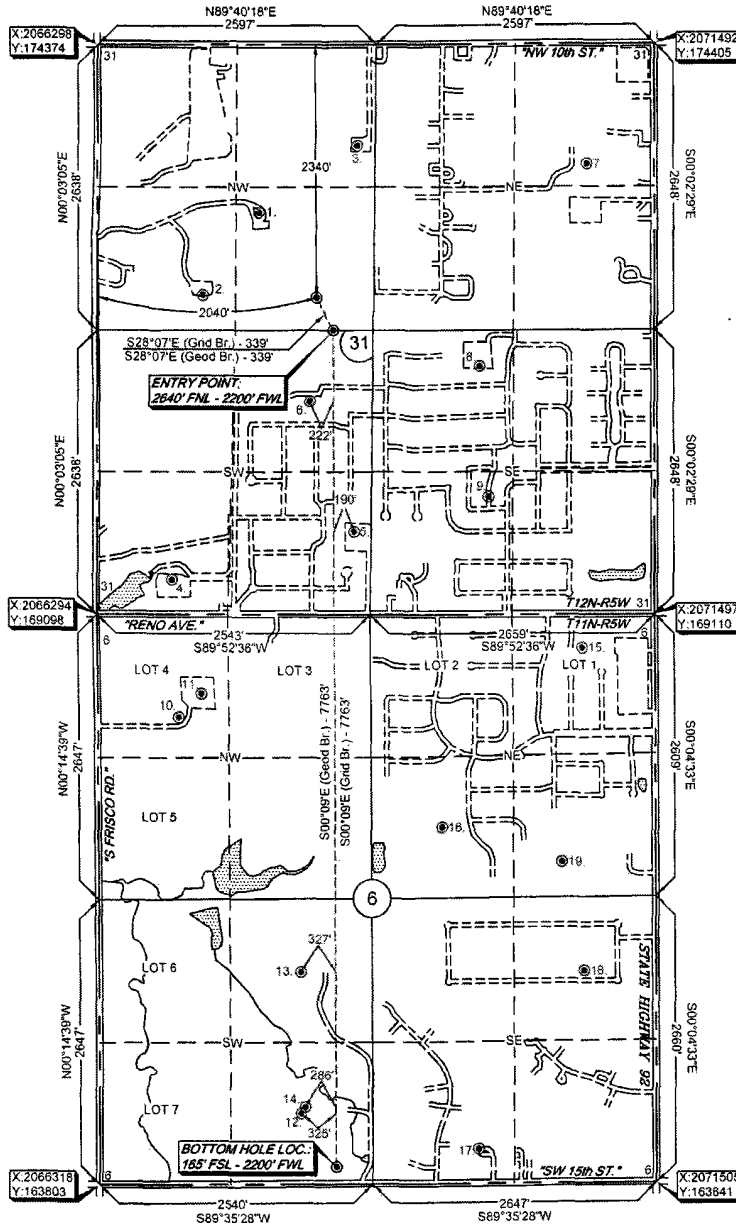 N89°40'18"E
2597'
N89°40'18"E
2597'
X:2066298
Y:174374
X:2071492
Y:174405
31
"NW 10th ST."
31
3.
7
2340'
NW
NE
N00°03'05"E
2638'
S00°02'29"E
2648'
1.
2
2040'
S28°07'E (Grid Br.) - 339'
S28°07'E (Geod Br.) - 339'
31
ENTRY POINT:
2640' FNL - 2200' FWL
8.
6.
222'
SW
SE
N00°03'05"E
2638'
S00°02'29"E
2648'
190'
9.
5.
4.
31
T12N-R5W
31
X:2066294
Y:169098
X:2071497
Y:169110
"RENO AVE."
T11N-R5W
6
2543'
S89°52'36"W
2659'
S89°52'36"W
6
LOT 4
LOT 3
LOT 2
LOT 1
15.
11.
10.
N00°14'39"W
2647'
S00°04'33"E
2609'
NW
NE
S00°09'E (Geod Br.) - 7763'
S00°09'E (Grid Br.) - 7763'
"S FRISCO RD."
LOT 5
16.
19.
6
LOT 6
327'
13.
18.
STATE HIGHWAY 92
N00°14'39"W
2647'
S00°04'33"E
2660'
SW
SE
LOT 7
286'
14.
12.
325'
17.
BOTTOM HOLE LOC.:
165' FSL - 2200' FWL
6
"SW 15th ST."
6
X:2066318
Y:163803
X:2071505
Y:163841
2540'
S89°35'28"W
2647'
S89°35'28"W